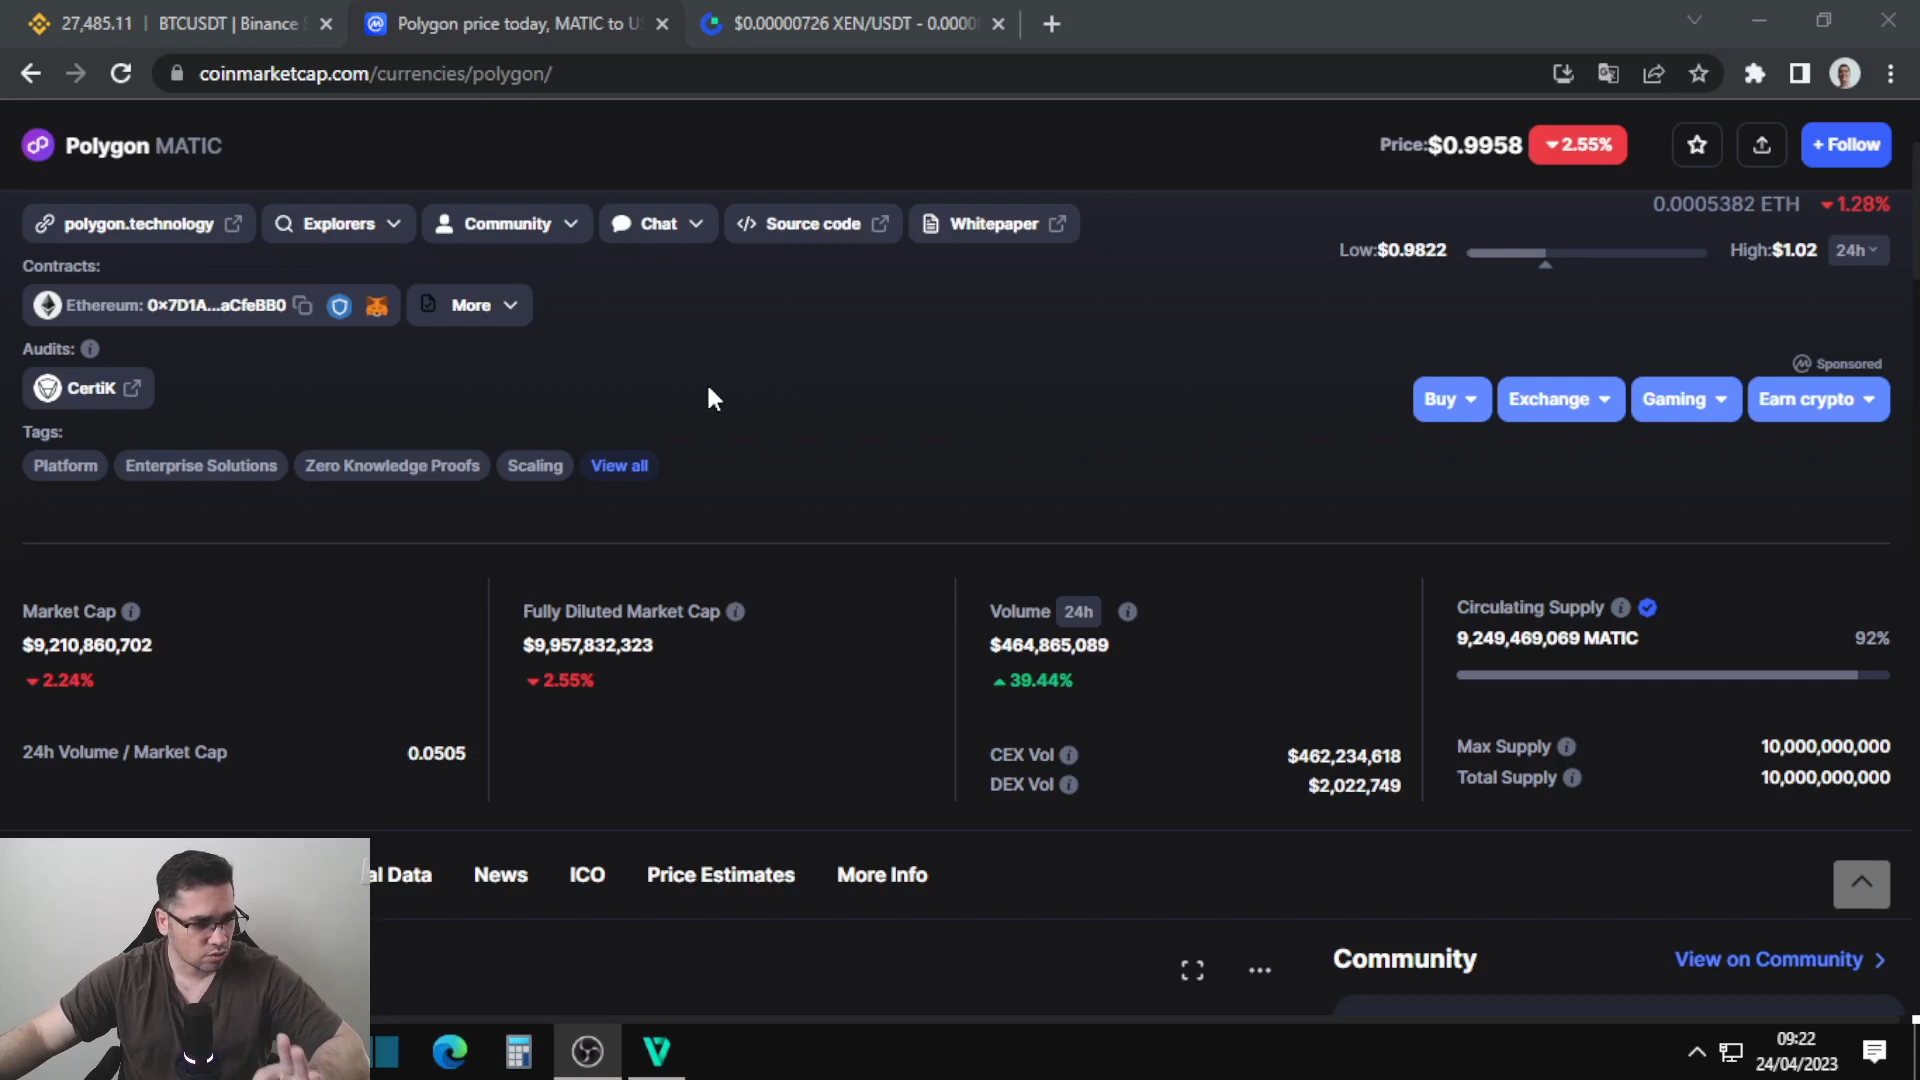 27,485.11 | BTCUSDT | Binance
Polygon price today, MATIC to US
$0.00000726 XEN/USDT - 0.0000
coinmarketcap.com/currencies/polygon/
Polygon MATIC
Price:$0.9958
2.55%
+ Follow
0.0005382 ETH
1.28%
polygon.technology
Explorers
Community
Chat
</> Source code
Whitepaper
Low:$0.9822
High:$1.02
24h
Contracts:
Ethereum: 0x7D1A...aCfeBB0
More
Audits:
Sponsored
CertiK
Buy
Exchange
Gaming
Earn crypto
Tags:
Platform
Enterprise Solutions
Zero Knowledge Proofs
Scaling
View all
Market Cap
$9,210,860,702
2.24%
24h Volume / Market Cap
0.0505
Fully Diluted Market Cap
$9,957,832,323
2.55%
Volume 24h
$464,865,089
39.44%
CEX Vol
$462,234,618
DEX Vol
$2,022,749
Circulating Supply
9,249,469,069 MATIC
92%
Max Supply
10,000,000,000
Total Supply
10,000,000,000
al Data
News
ICO
Price Estimates
More Info
Community
View on Community
09:22
24/04/2023